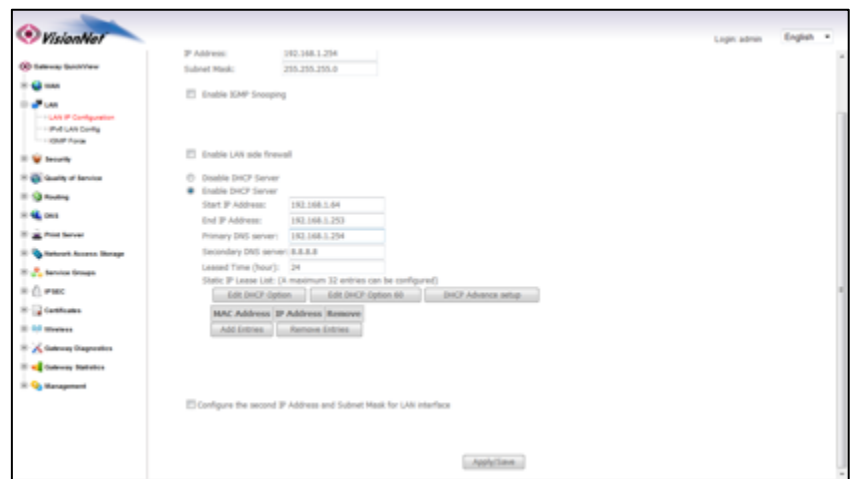 VisionNet
Login: admin English
Gateway QuickView
WAN
LAN
LAN IP Configuration
IPv6 LAN Config
IGMP Force
Security
Quality of Service
Routing
DNS
Print Server
Network Access Storage
Service Groups
IPSEC
Certificates
Wireless
Gateway Diagnostics
Gateway Statistics
Management
IP Address: 192.168.1.254
Subnet Mask: 255.255.255.0
Enable IGMP Snooping
Enable LAN side firewall
Disable DHCP Server
Enable DHCP Server
Start IP Address: 192.168.1.64
End IP Address: 192.168.1.253
Primary DNS server: 192.168.1.254
Secondary DNS server: 8.8.8.8
Leased Time (hour): 24
Static IP Lease List: (A maximum 32 entries can be configured)
Edit DHCP Option Edit DHCP Option 60 DHCP Advance setup
MAC Address IP Address Remove
Add Entries Remove Entries
Configure the second IP Address and Subnet Mask for LAN interface
Apply/Save